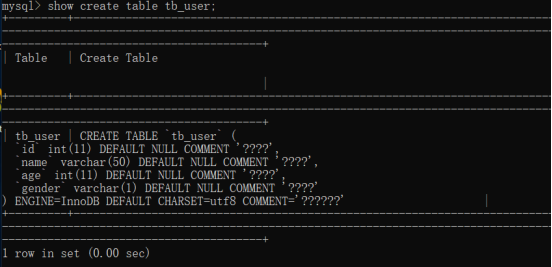 mysql> show create table tb_user;
+---------+-----------------------------------------------------------------------
----------------------------------------------------------------------------------
---------------------------------------+
| Table   | Create Table
|
+---------+-----------------------------------------------------------------------
----------------------------------------------------------------------------------
---------------------------------------+
| tb_user | CREATE TABLE `tb_user` (
`id` int(11) DEFAULT NULL COMMENT '????',
`name` varchar(50) DEFAULT NULL COMMENT '????',
`age` int(11) DEFAULT NULL COMMENT '????',
`gender` varchar(1) DEFAULT NULL COMMENT '????'
) ENGINE=InnoDB DEFAULT CHARSET=utf8 COMMENT='??????' |
+---------+-----------------------------------------------------------------------
----------------------------------------------------------------------------------
---------------------------------------+
1 row in set (0.00 sec)